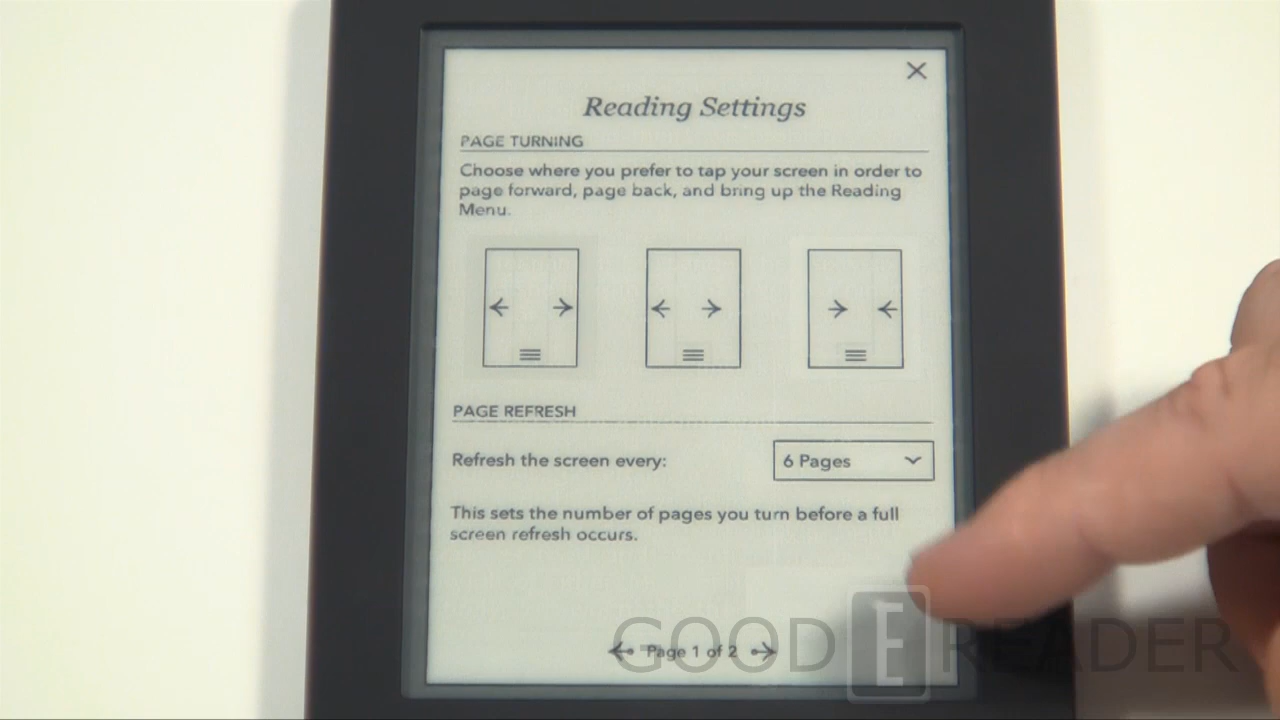 Reading Settings
PAGE TURNING
Choose where you prefer to tap your screen in order to
page forward, page back, and bring up the Reading
Menu.
PAGE REFRESH
Refresh the screen every:
6 Pages
This sets the number of pages you turn before a full
screen refresh occurs.
Page 1 of 2
GOOD E READER